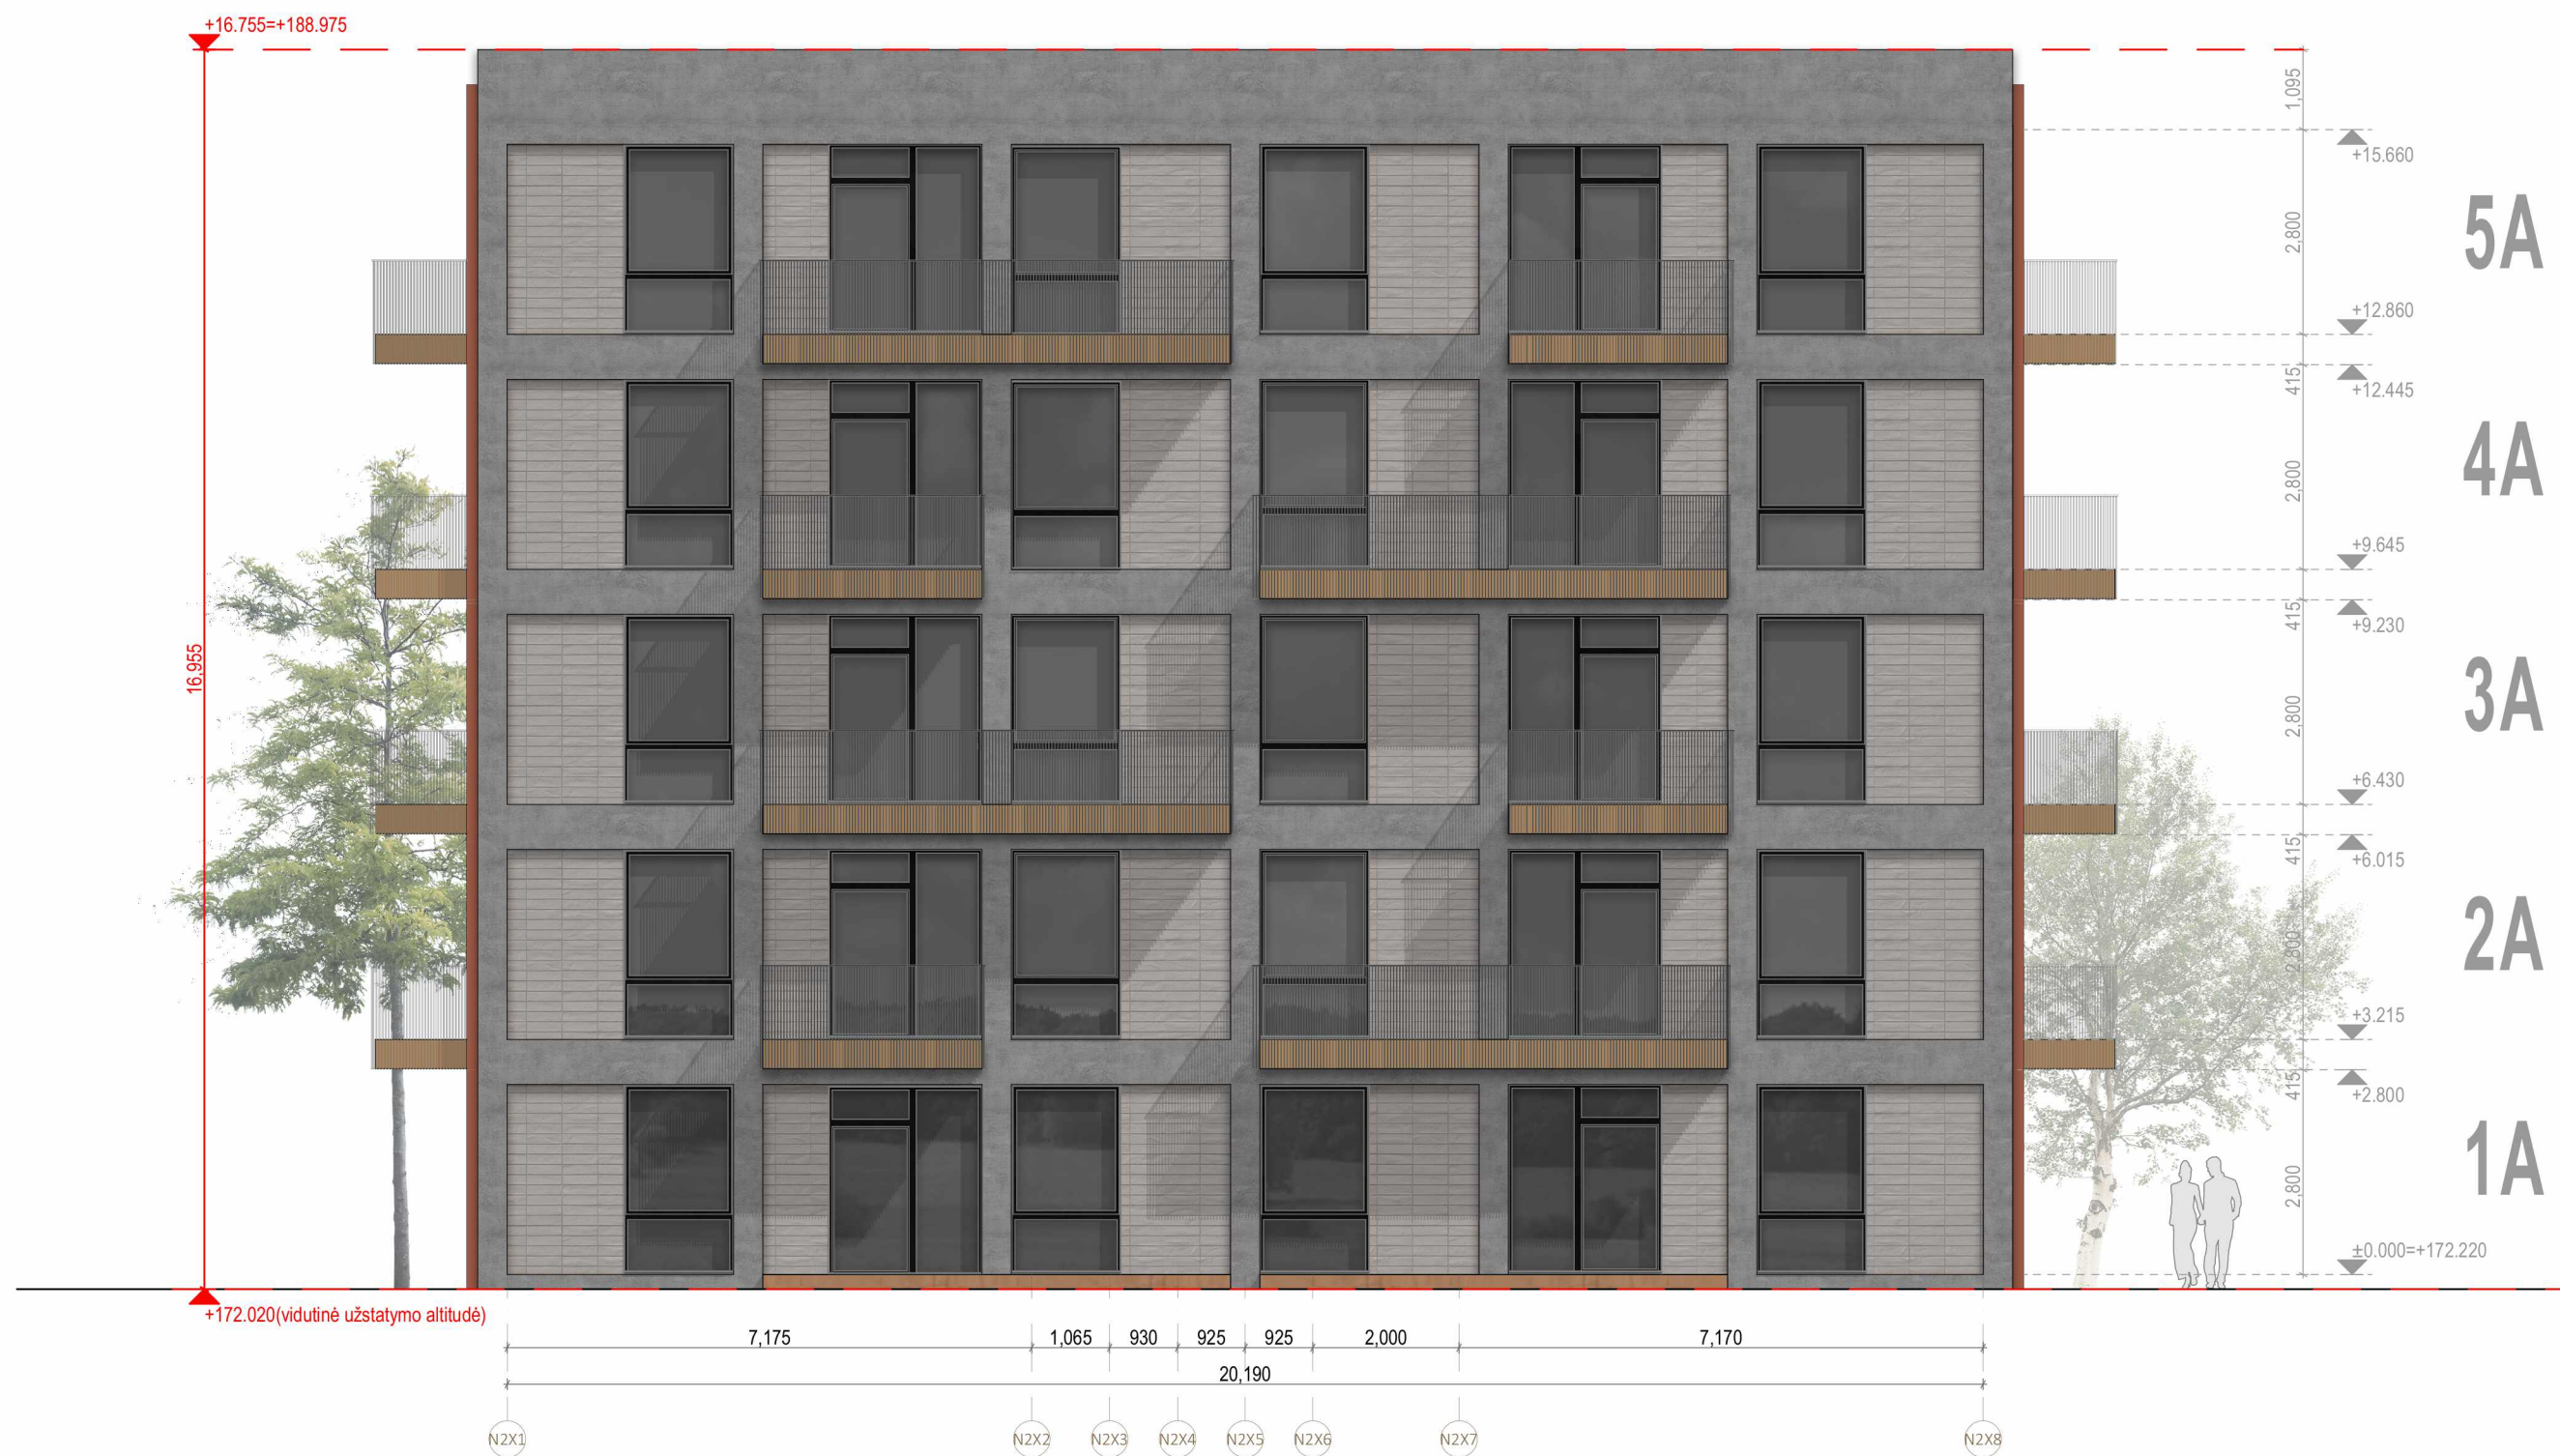 +16.755=+188.975
1,095
+15.660
5A
2,800
+12.860
415
+12.445
4A
2,800
+9.645
415
+9.230
16,955
3A
2,800
+6.430
415
+6.015
2A
2,800
+3.215
415
+2.800
1A
2,800
±0.000=+172.220
+172.020(vidutinė užstatymo altitudė)
7,175 1,065 930 925 925 2,000 7,170
20,190
N2X1 N2X2 N2X3 N2X4 N2X5 N2X6 N2X7 N2X8